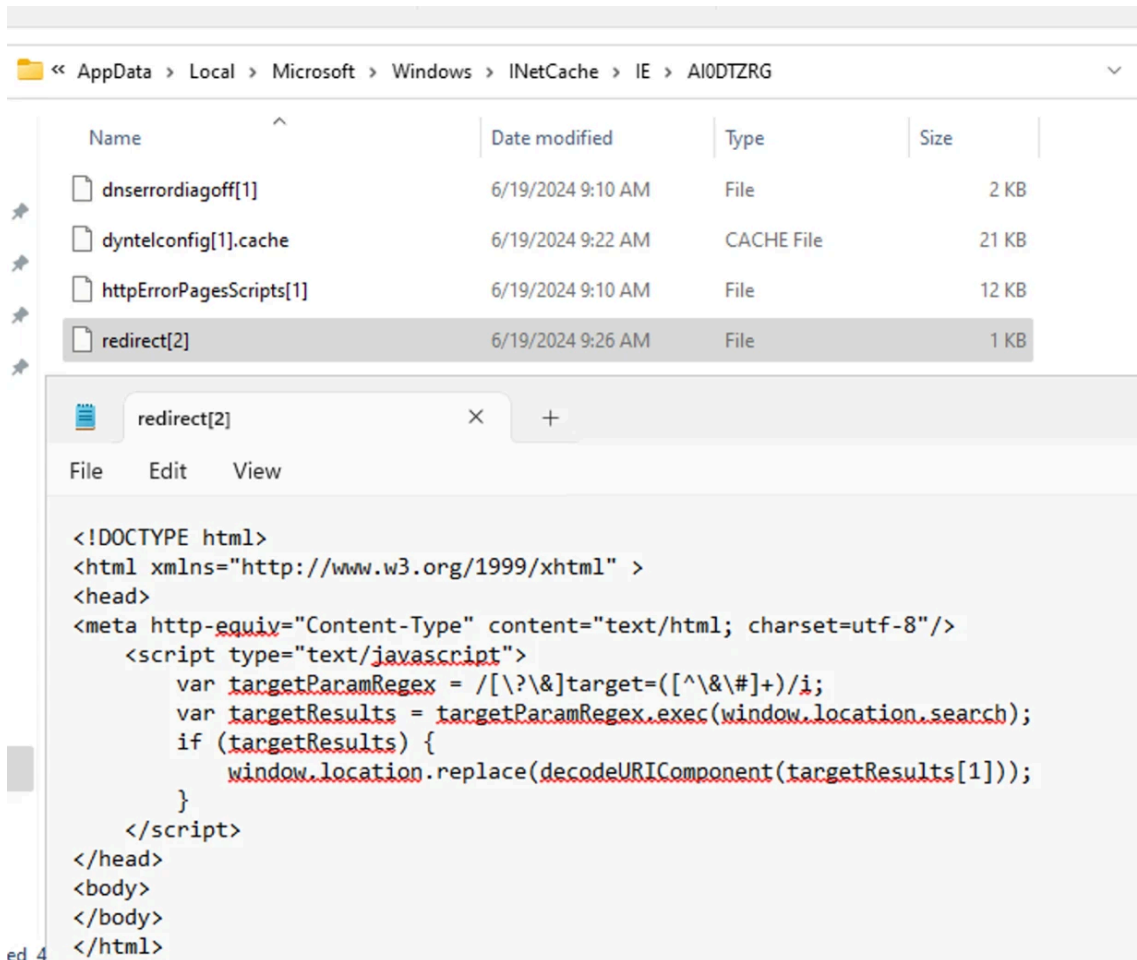 « AppData › Local › Microsoft › Windows › INetCache › IE › AI0DTZRG
Name Date modified Type Size
dnserrordiagoff[1] 6/19/2024 9:10 AM File 2 KB
dyntelconfig[1].cache 6/19/2024 9:22 AM CACHE File 21 KB
httpErrorPagesScripts[1] 6/19/2024 9:10 AM File 12 KB
redirect[2] 6/19/2024 9:26 AM File 1 KB
redirect[2] × +
File Edit View
<!DOCTYPE html>
<html xmlns="http://www.w3.org/1999/xhtml" >
<head>
<meta http-equiv="Content-Type" content="text/html; charset=utf-8"/>
    <script type="text/javascript">
        var targetParamRegex = /[\?\&]target=([^\&\#]+)/i;
        var targetResults = targetParamRegex.exec(window.location.search);
        if (targetResults) {
            window.location.replace(decodeURIComponent(targetResults[1]));
        }
    </script>
</head>
<body>
</body>
</html>
ed 4